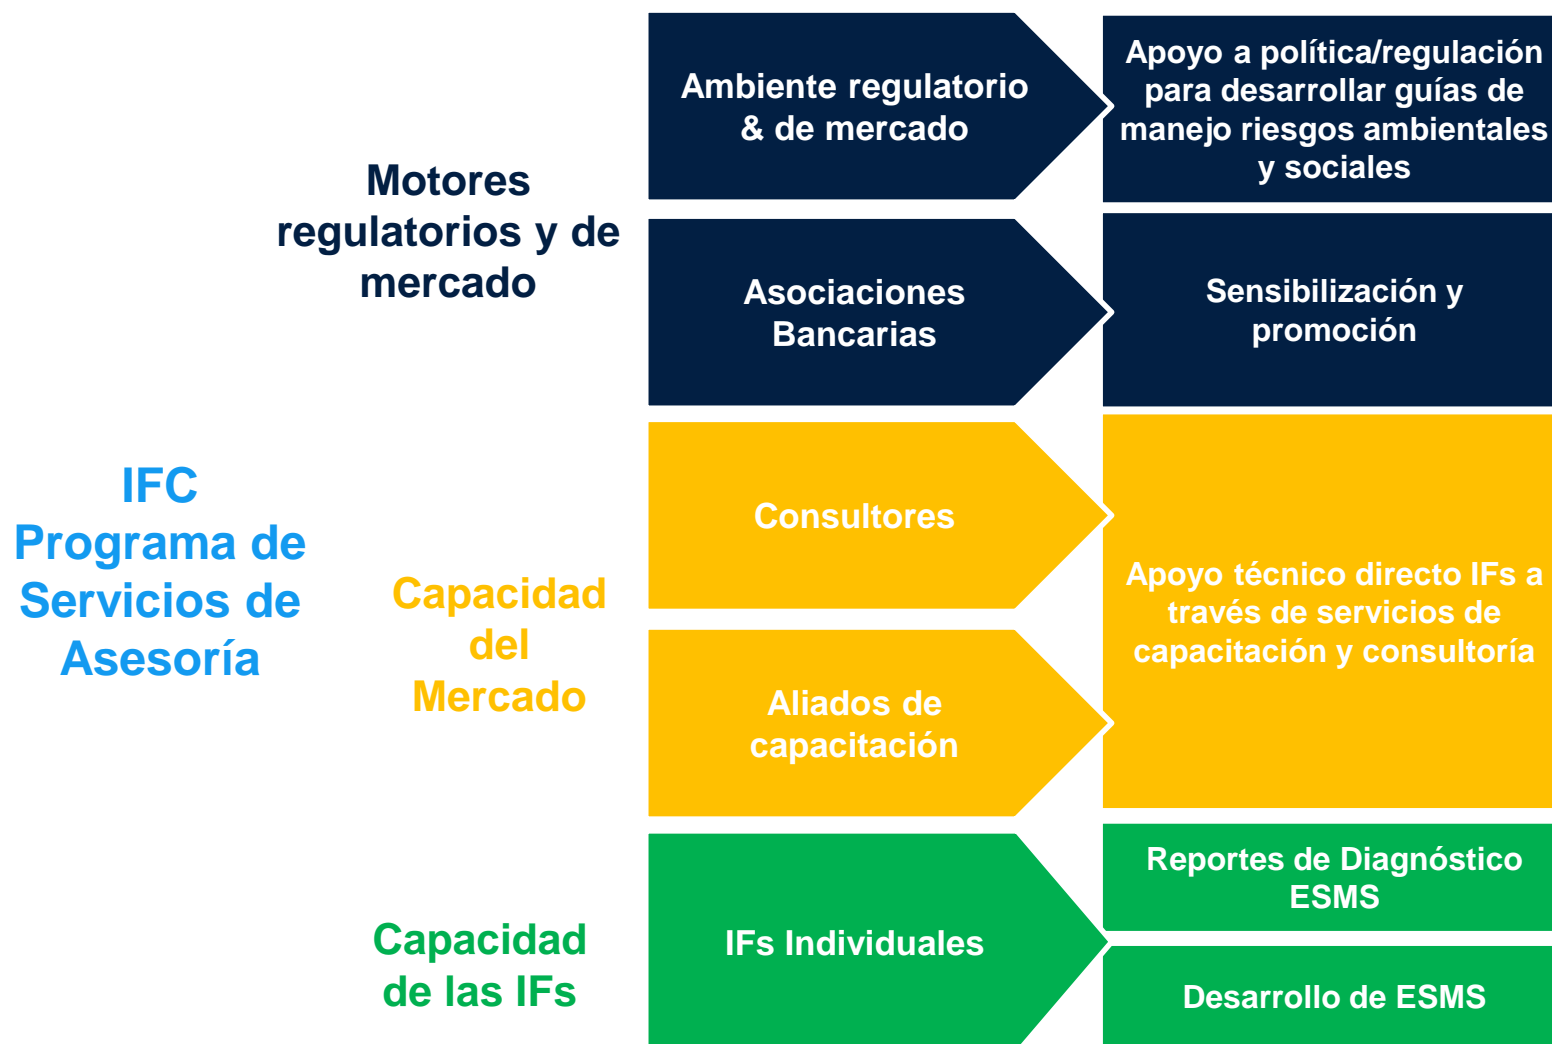 IFC
Programa de
Servicios de
Asesoría
Motores
regulatorios y de
mercado
Ambiente regulatorio
& de mercado
Apoyo a política/regulación
para desarrollar guías de
manejo riesgos ambientales
y sociales
Asociaciones
Bancarias
Sensibilización y
promoción
Capacidad
del
Mercado
Consultores
Aliados de
capacitación
Apoyo técnico directo IFs a
través de servicios de
capacitación y consultoría
Capacidad
de las IFs
IFs Individuales
Reportes de Diagnóstico
ESMS
Desarrollo de ESMS